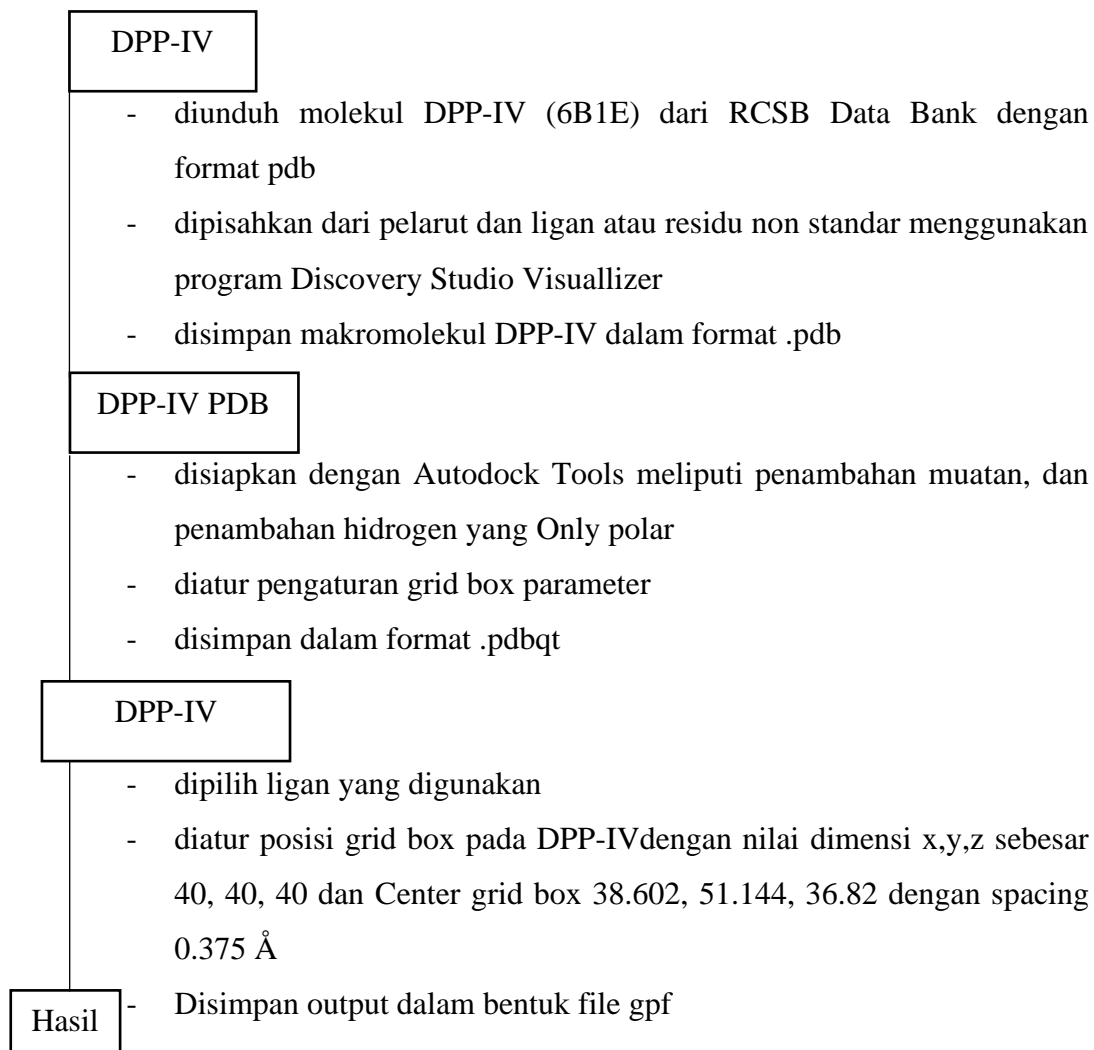 DPP-IV
- diunduh molekul DPP-IV (6B1E) dari RCSB Data Bank dengan
format pdb
- dipisahkan dari pelarut dan ligan atau residu non standar menggunakan
program Discovery Studio Visuallizer
- disimpan makromolekul DPP-IV dalam format .pdb
DPP-IV PDB
- disiapkan dengan Autodock Tools meliputi penambahan muatan, dan
penambahan hidrogen yang Only polar
- diatur pengaturan grid box parameter
- disimpan dalam format .pdbqt
DPP-IV
- dipilih ligan yang digunakan
- diatur posisi grid box pada DPP-IVdengan nilai dimensi x,y,z sebesar
40, 40, 40 dan Center grid box 38.602, 51.144, 36.82 dengan spacing
0.375 Å
- Disimpan output dalam bentuk file gpf
Hasil